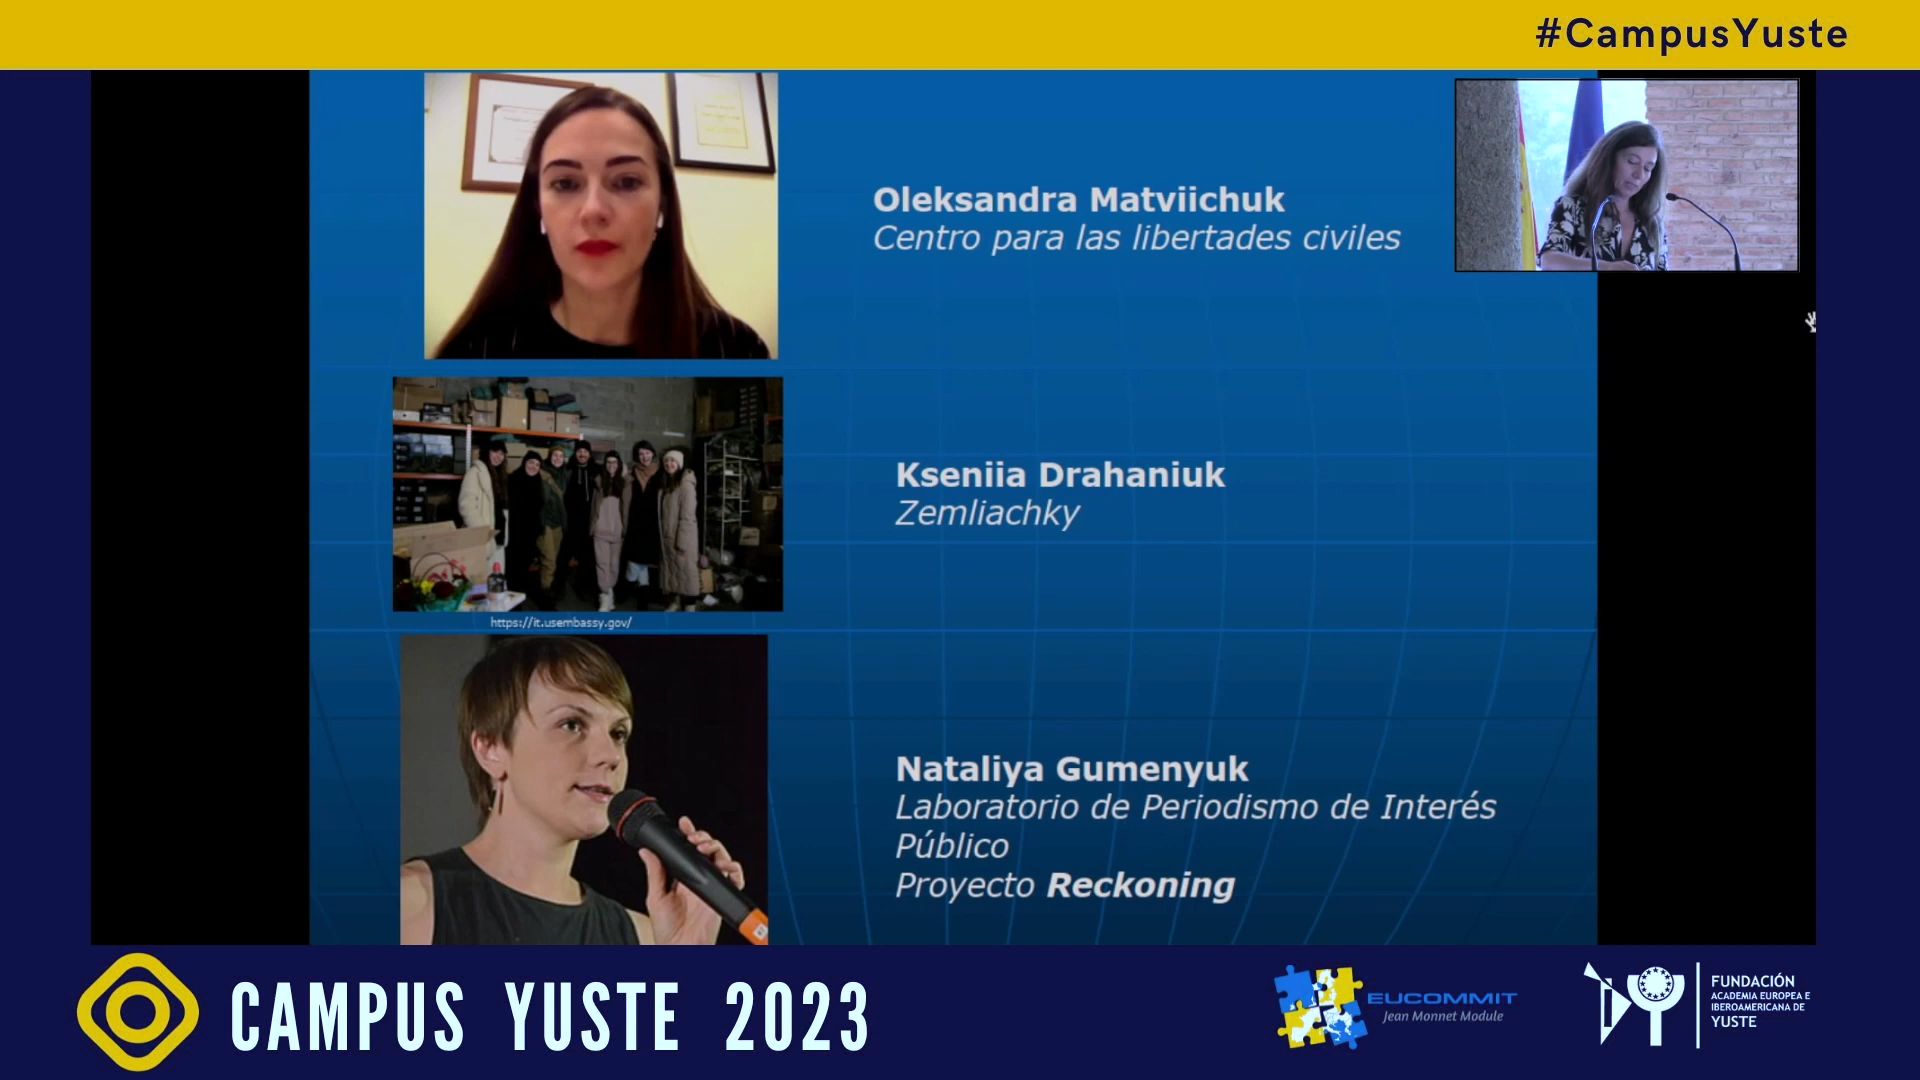 #CampusYuste
Oleksandra Matviichuk
Centro para las libertades civiles
Kseniia Drahaniuk
Zemliachky
https://it.usembassy.gov/
Nataliya Gumenyuk
Laboratorio de Periodismo de Interés
Público
Proyecto Reckoning
CAMPUS YUSTE 2023
EUCOMMIT
Jean Monnet Module
FUNDACIÓN
ACADEMIA EUROPEA E
IBEROAMERICANA DE
YUSTE